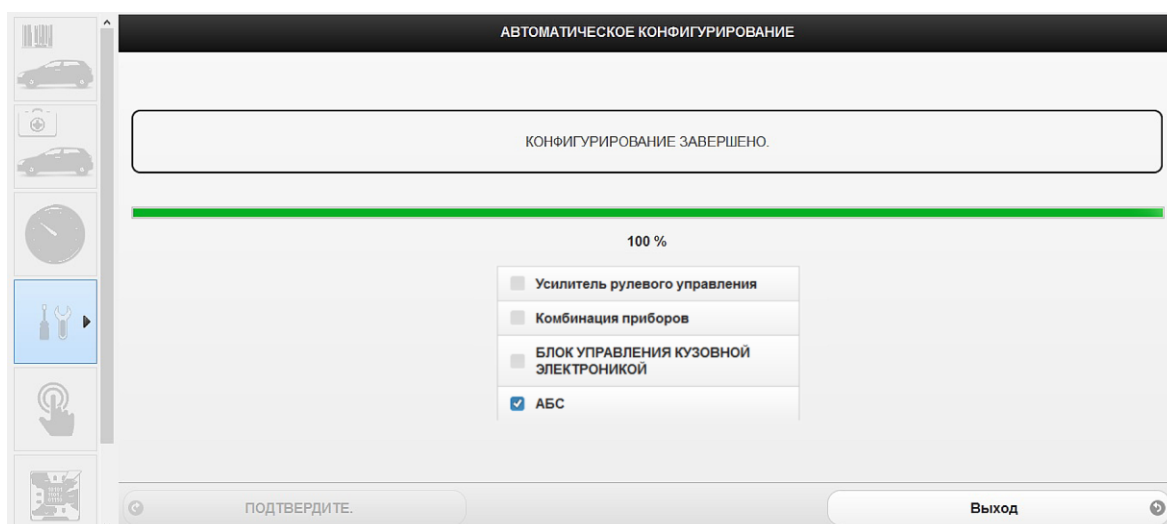 АВТОМАТИЧЕСКОЕ КОНФИГУРИРОВАНИЕ
КОНФИГУРИРОВАНИЕ ЗАВЕРШЕНО.
100 %
Усилитель рулевого управления
Комбинация приборов
БЛОК УПРАВЛЕНИЯ КУЗОВНОЙ
ЭЛЕКТРОНИКОЙ
АБС
ПОДТВЕРДИТЕ.
Выход